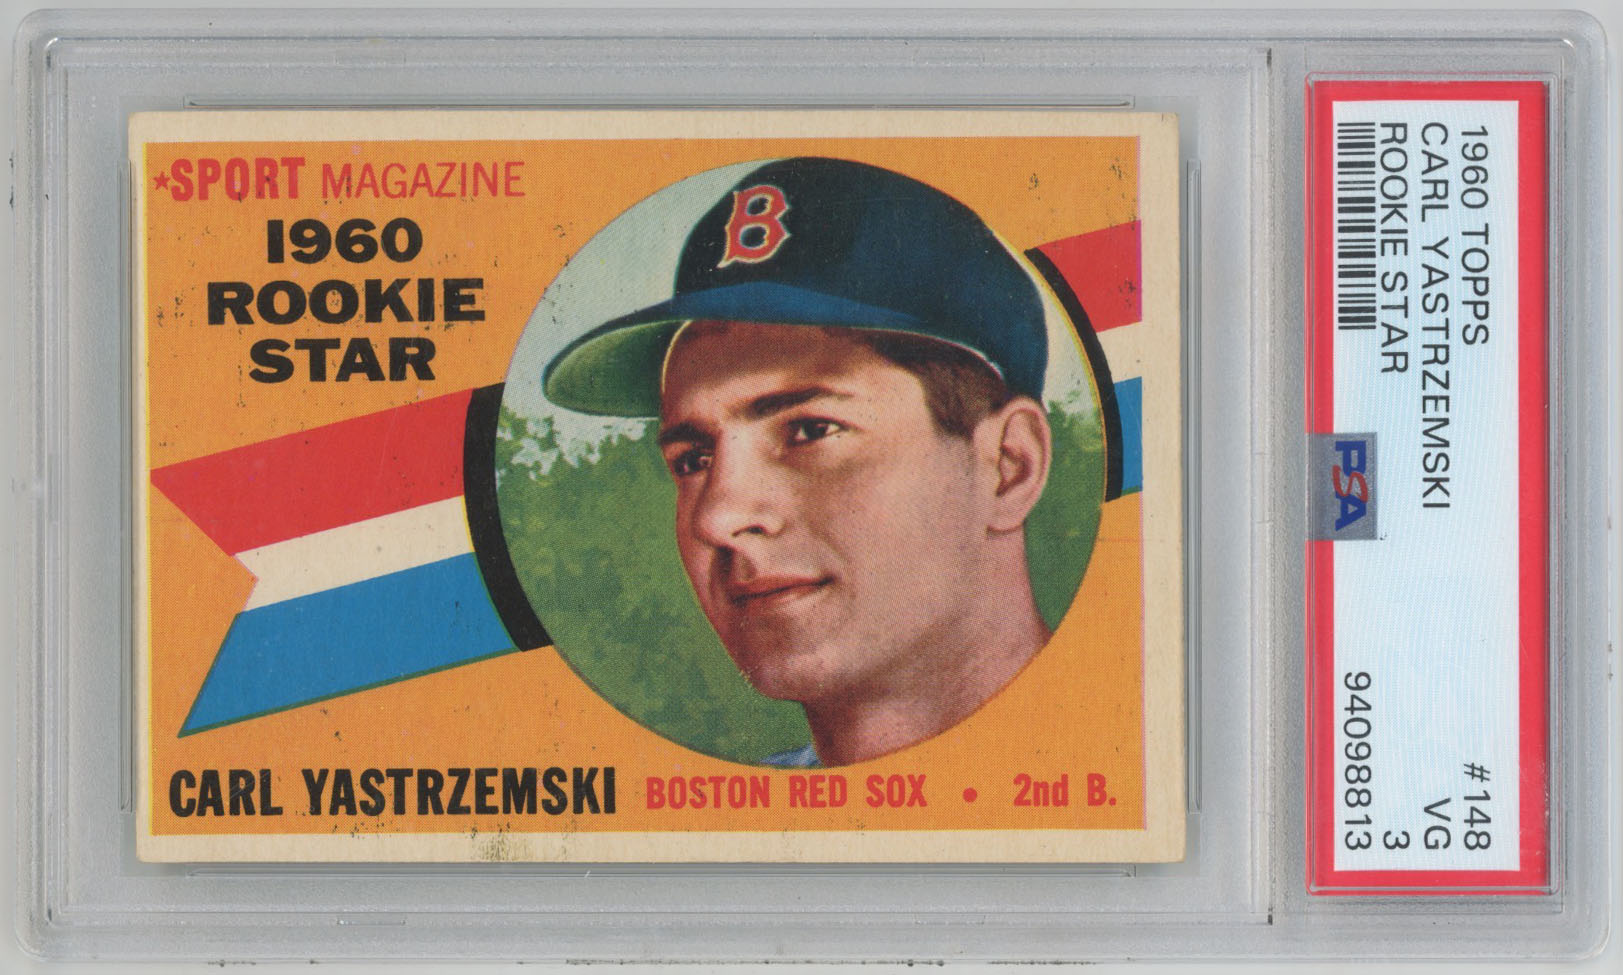 ★SPORT MAGAZINE
1960
ROOKIE
STAR
B
CARL YASTRZEMSKI BOSTON RED SOX • 2nd B.
1960 TOPPS #148
CARL YASTRZEMSKI VG
ROOKIE STAR 3
94098813
PSA